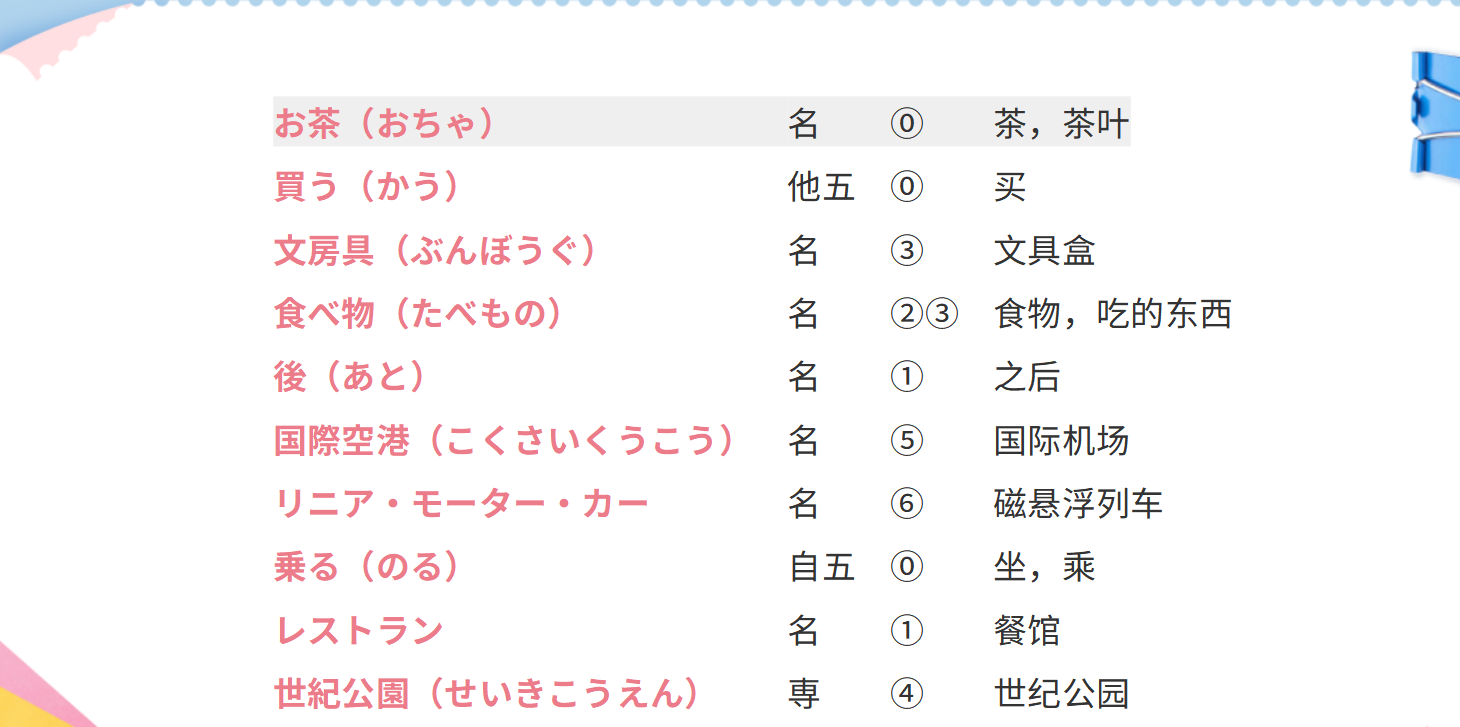 お茶（おちゃ） 名 ⓪ 茶，茶叶
買う（かう） 他五 ⓪ 买
文房具（ぶんぼうぐ） 名 ③ 文具盒
食べ物（たべもの） 名 ②③ 食物，吃的东西
後（あと） 名 ① 之后
国際空港（こくさいくうこう） 名 ⑤ 国际机场
リニア・モーター・カー 名 ⑥ 磁悬浮列车
乗る（のる） 自五 ⓪ 坐，乘
レストラン 名 ① 餐馆
世紀公園（せいきこうえん） 専 ④ 世纪公园